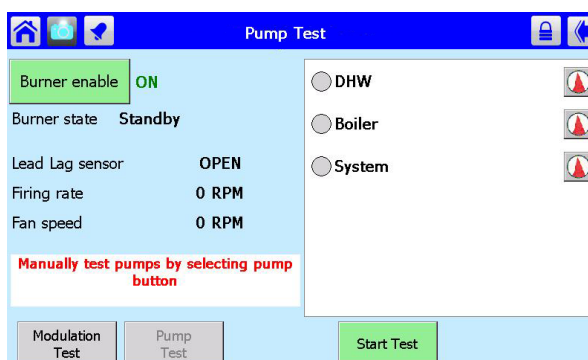 Pump Test
Burner enable ON
Burner state Standby
Lead Lag sensor OPEN
Firing rate 0 RPM
Fan speed 0 RPM
Manually test pumps by selecting pump
button
DHW
Boiler
System
Modulation
Test
Pump
Test
Start Test